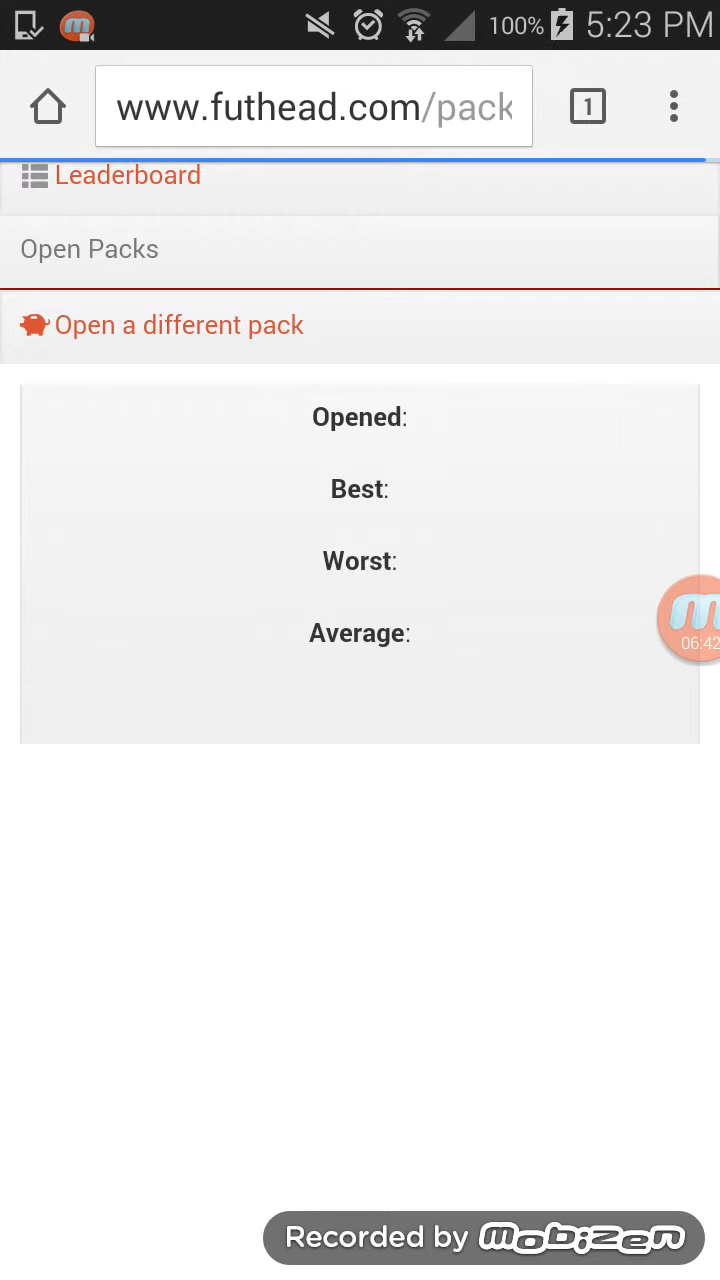 100% 5:23 PM
www.futhead.com/pack
1
Leaderboard
Open Packs
Open a different pack
Opened:
Best:
Worst:
Average:
m
06:42
Recorded by mobizen